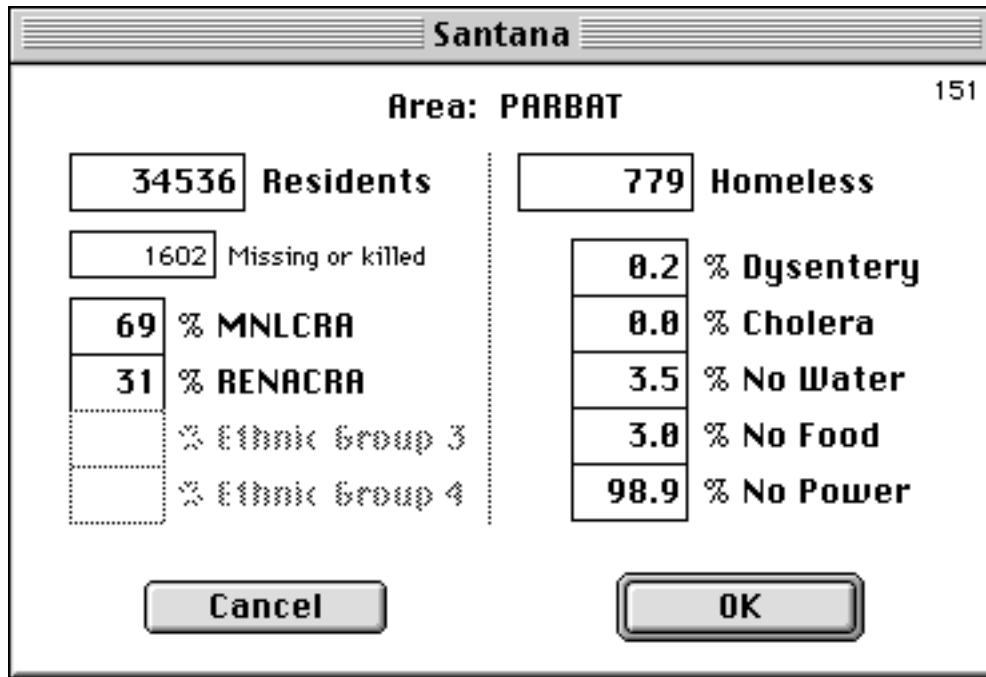 Santana
151
Area: PARBAT
34536 Residents
1602 Missing or killed
69 % MNLCRA
31 % RENACRA
% Ethnic Group 3
% Ethnic Group 4
779 Homeless
0.2 % Dysentery
0.0 % Cholera
3.5 % No Water
3.0 % No Food
98.9 % No Power
Cancel
OK